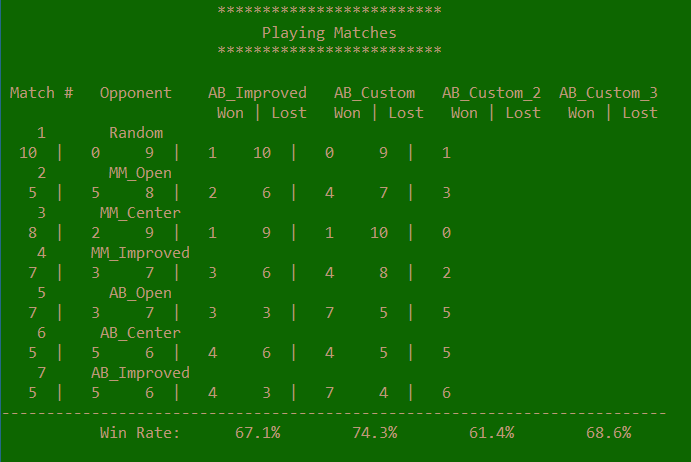 *************************
Playing Matches
*************************
Match #   Opponent    AB_Improved   AB_Custom   AB_Custom_2  AB_Custom_3
Won | Lost   Won | Lost   Won | Lost   Won | Lost
1       Random
10  |   0     9  |   1    10  |   0     9  |   1
2       MM_Open
5  |   5     8  |   2     6  |   4     7  |   3
3      MM_Center
8  |   2     9  |   1     9  |   1    10  |   0
4     MM_Improved
7  |   3     7  |   3     6  |   4     8  |   2
5       AB_Open
7  |   3     7  |   3     3  |   7     5  |   5
6      AB_Center
5  |   5     6  |   4     6  |   4     5  |   5
7     AB_Improved
5  |   5     6  |   4     3  |   7     4  |   6
--------------------------------------------------------------------------
Win Rate:      67.1%        74.3%        61.4%        68.6%